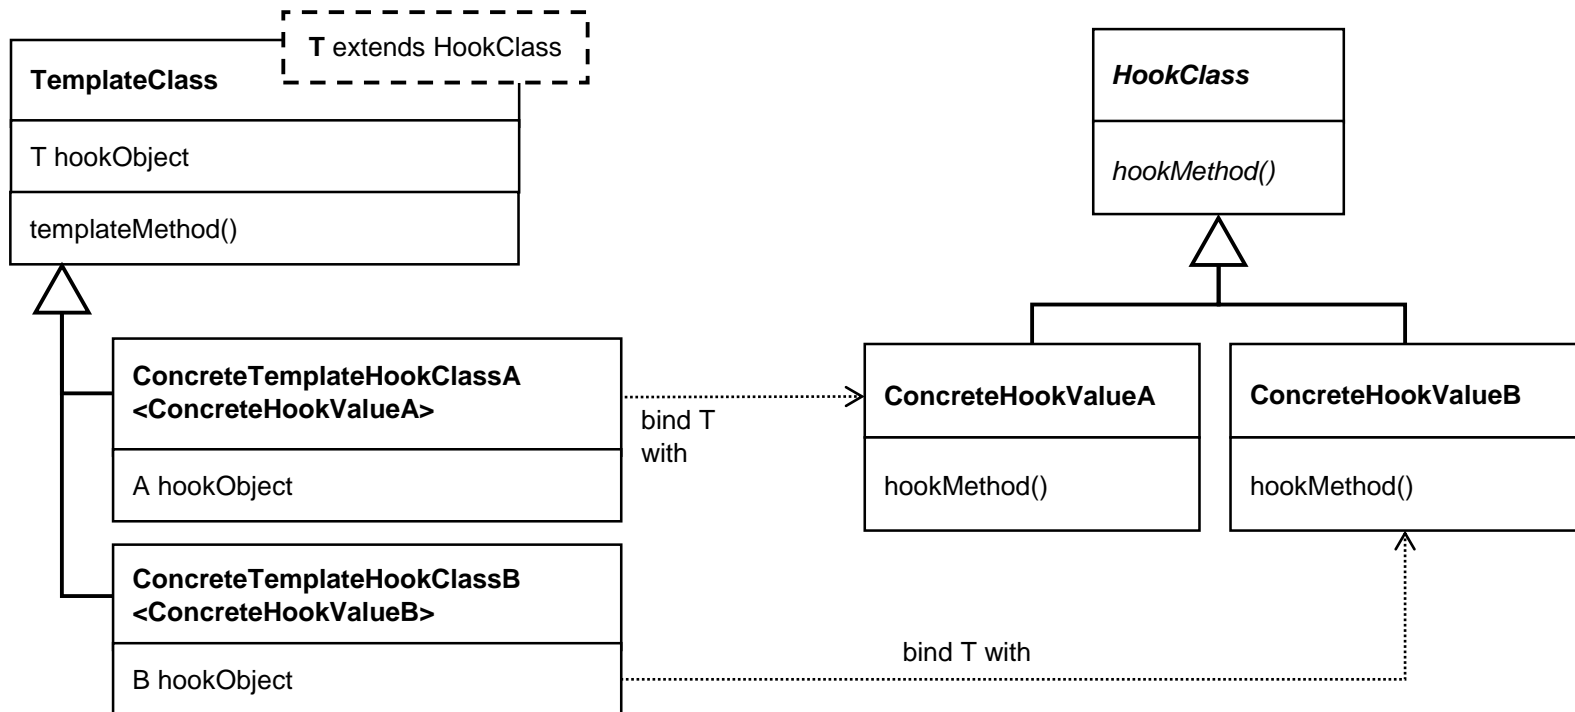 T extends HookClass
TemplateClass
T hookObject
templateMethod()
HookClass
hookMethod()
ConcreteTemplateHookClassA
<ConcreteHookValueA>
A hookObject
bind T
with
ConcreteHookValueA
hookMethod()
ConcreteHookValueB
hookMethod()
ConcreteTemplateHookClassB
<ConcreteHookValueB>
B hookObject
bind T with